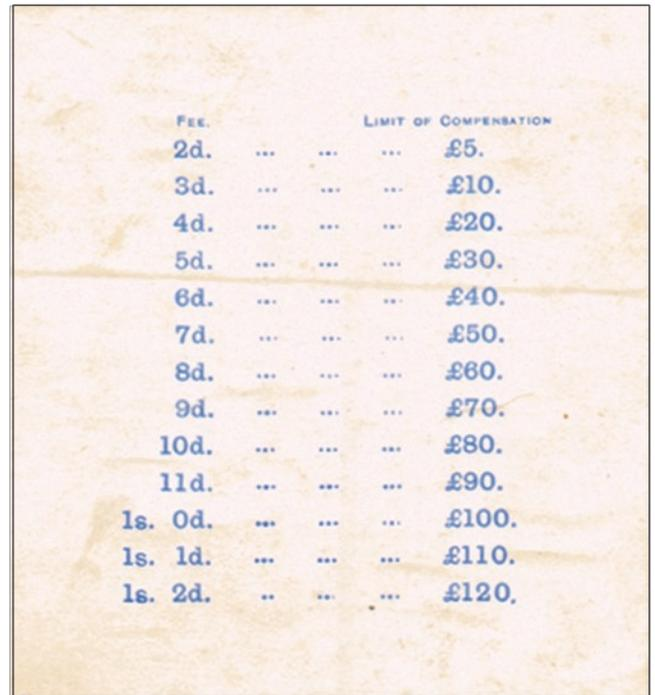 FEE. LIMIT OF COMPENSATION
2d. ... ... ... £5.
3d. ... ... ... £10.
4d. ... ... ... £20.
5d. ... ... ... £30.
6d. ... ... ... £40.
7d. ... ... ... £50.
8d. ... ... ... £60.
9d. ... ... ... £70.
10d. ... ... ... £80.
11d. ... ... ... £90.
1s. 0d. ... ... ... £100.
1s. 1d. ... ... ... £110.
1s. 2d. .. ... ... £120.